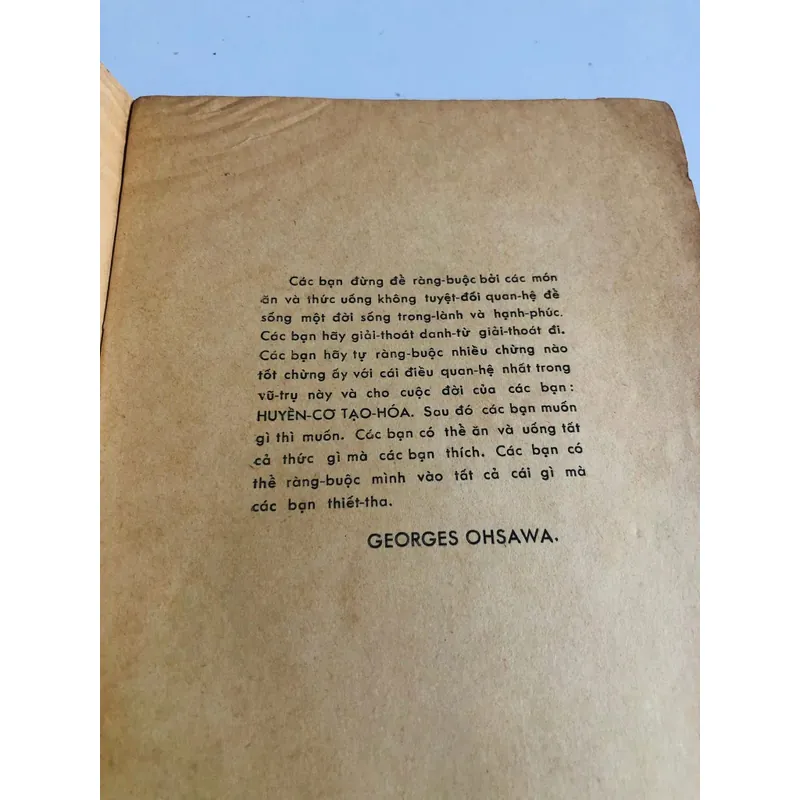 Các bạn đừng để ràng-buộc bởi các món
ăn và thức uống không tuyệt-đối quan-hệ để
sống một đời sống trong-lành và hạnh-phúc.
Các bạn hãy giải-thoát danh-từ giải-thoát đi.
Các bạn hãy tự ràng-buộc nhiều chừng nào
tốt chừng ấy với cái điều quan-hệ nhất trong
vũ-trụ này và cho cuộc đời của các bạn :
HUYỀN-CƠ TẠO-HÓA. Sau đó các bạn muốn
gì thì muốn. Các bạn có thể ăn và uống tất
cả thức gì mà các bạn thích. Các bạn có
thể ràng-buộc mình vào tất cả cái gì mà
các bạn thiết-tha.
GEORGES OHSAWA.